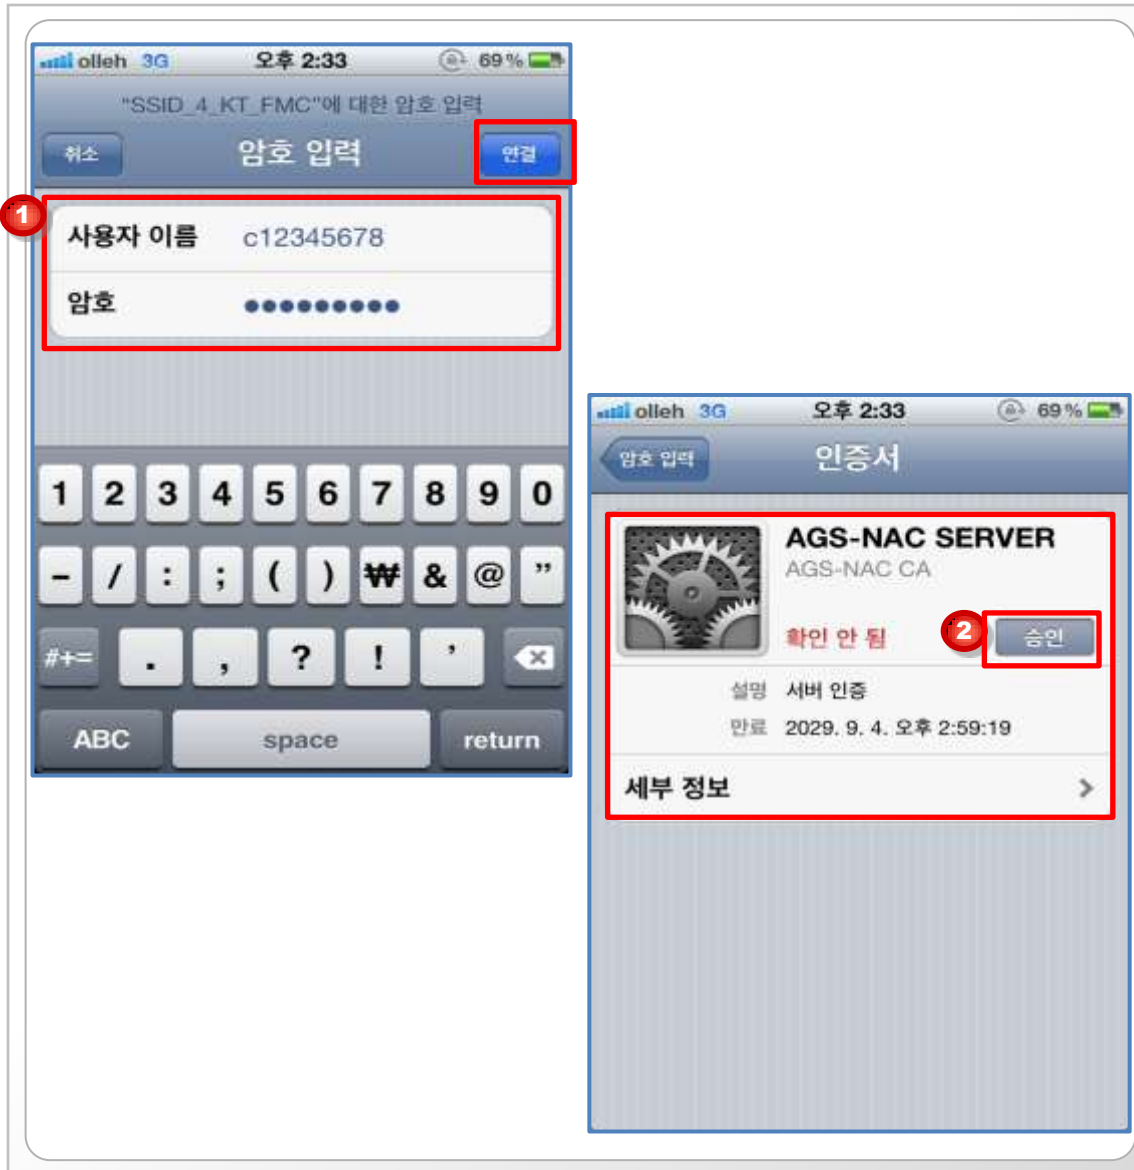 olleh 3G 오후 2:33 69%
"SSID_4_KT_FMC"에 대한 암호 입력
취소 암호 입력 연결
1
사용자 이름 c12345678
암호 ●●●●●●●●●
1 2 3 4 5 6 7 8 9 0
- / : ; ( ) ₩ & @ "
#+= . , ? ! '
ABC space return
olleh 3G 오후 2:33 69%
암호 입력 인증서
AGS-NAC SERVER
AGS-NAC CA
확인 안 됨 2 승인
설명 서버 인증
만료 2029. 9. 4. 오후 2:59:19
세부 정보